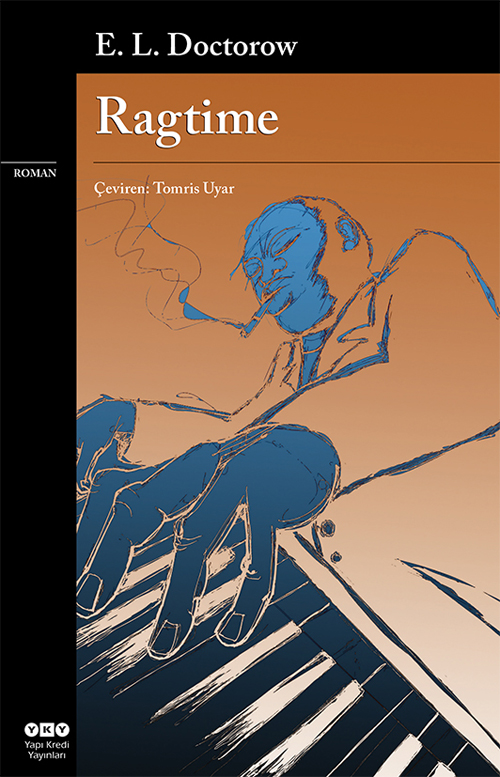 E. L. Doctorow
Ragtime
ROMAN
Çeviren: Tomris Uyar
YKY
Yapı Kredi
Yayınları